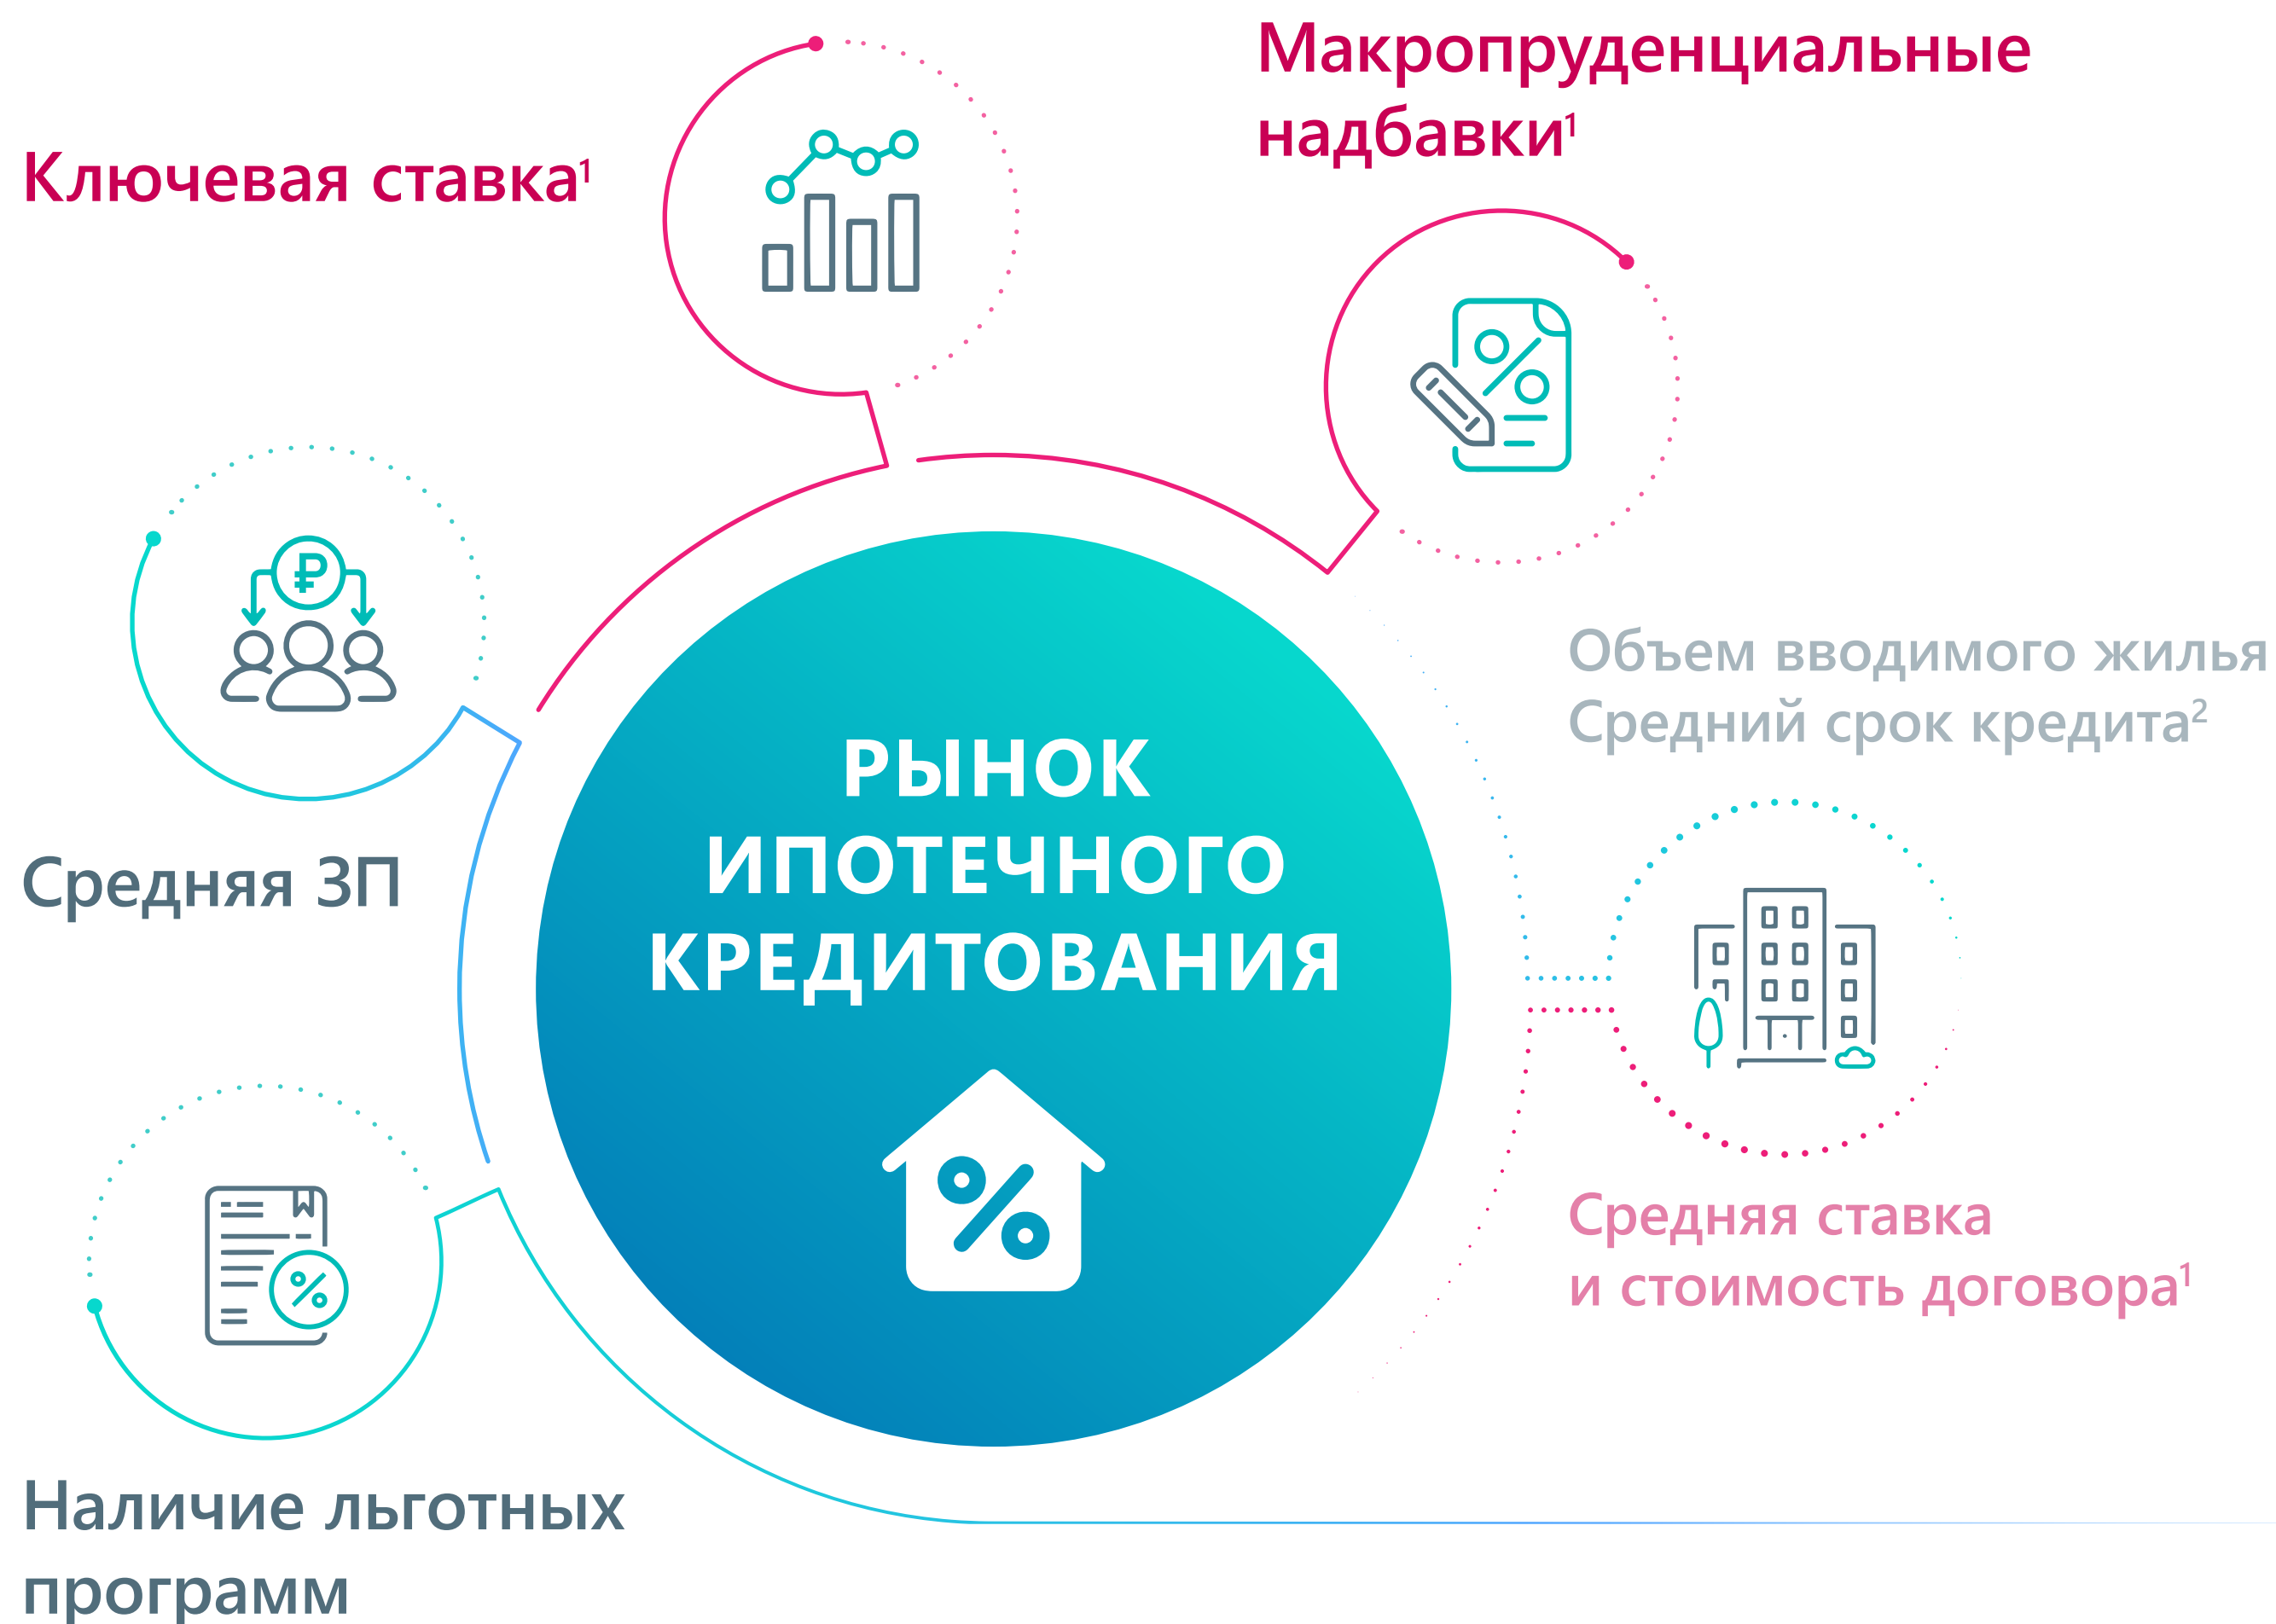 Макропруденциальные
надбавки¹
Ключевая ставка¹
Объем вводимого жилья
Средний срок кредита²
РЫНОК
ИПОТЕЧНОГО
КРЕДИТОВАНИЯ
Средняя ЗП
Средняя ставка
и стоимость договора¹
Наличие льготных
программ